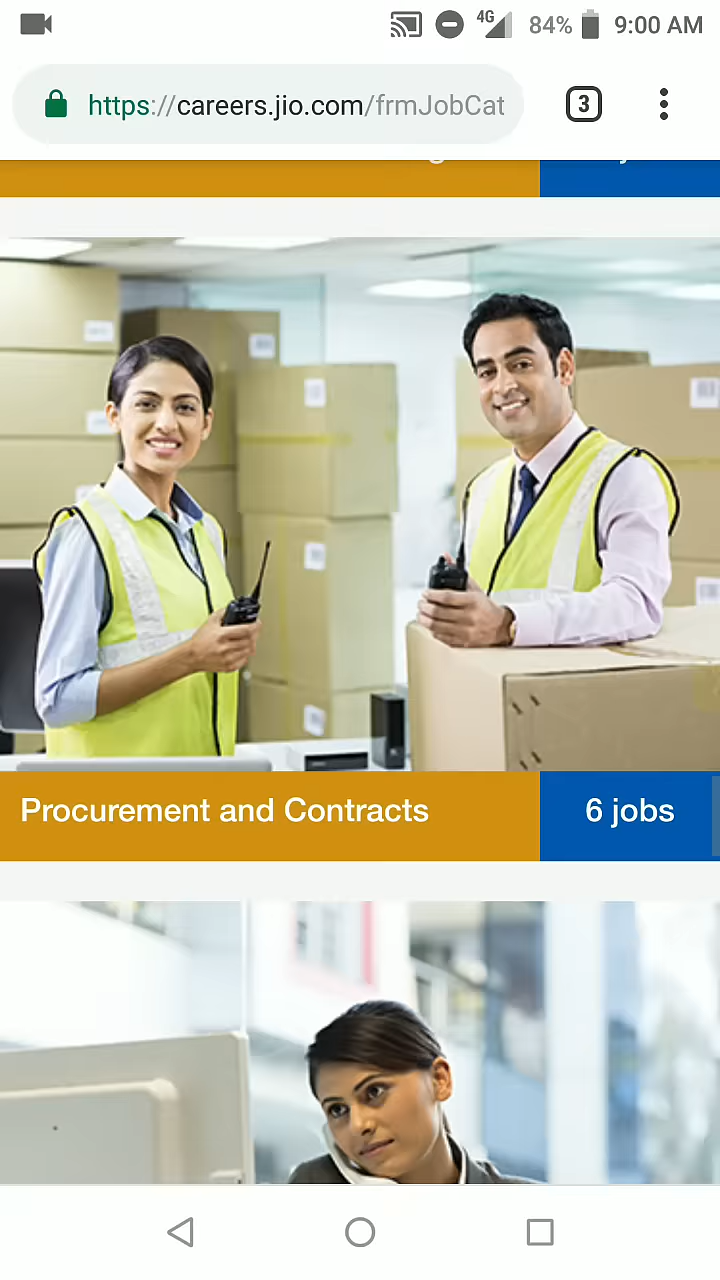 4G 84% 9:00 AM
https://careers.jio.com/frmJobCat
3
Procurement and Contracts
6 jobs